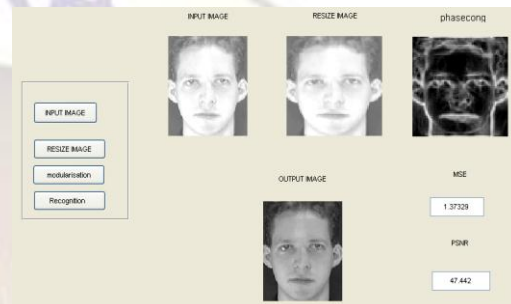 INPUT IMAGE
RESIZE IMAGE
phasecong
INPUT IMAGE
RESIZE IMAGE
modularisation
Recognition
OUTPUT IMAGE
MSE
1.37329
PSNR
47.442